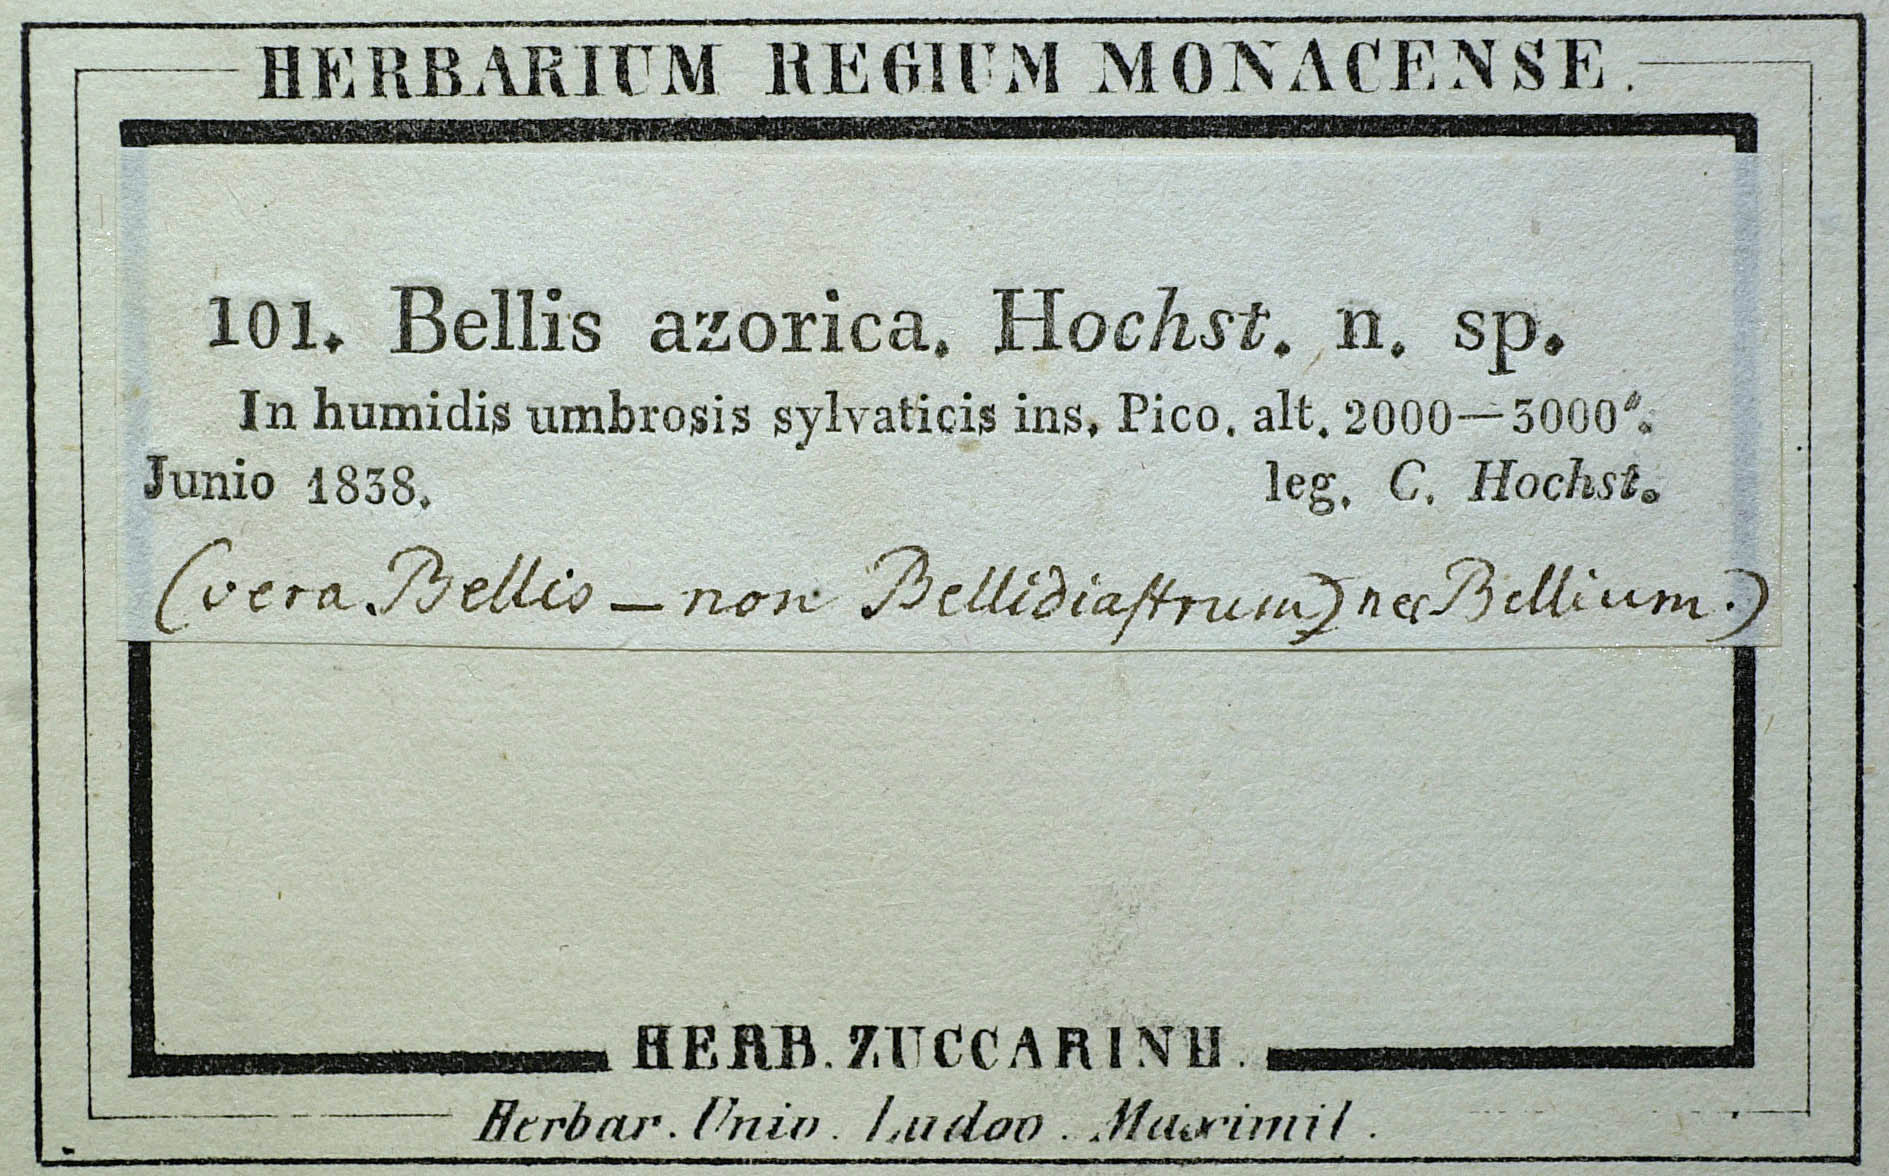 HERBARIUM REGIUM MONACENSE.
101. Bellis azorica. Hochst. n. sp.
In humidis umbrosis sylvaticis ins. Pico. alt. 2000—3000'.
Junio 1838. leg. C. Hochst.
(vera Bellis — non Bellidiastrum) nec Bellium.)
HERB. ZUCCARINII.
Herbar. Univ. Ludov. Maximil.